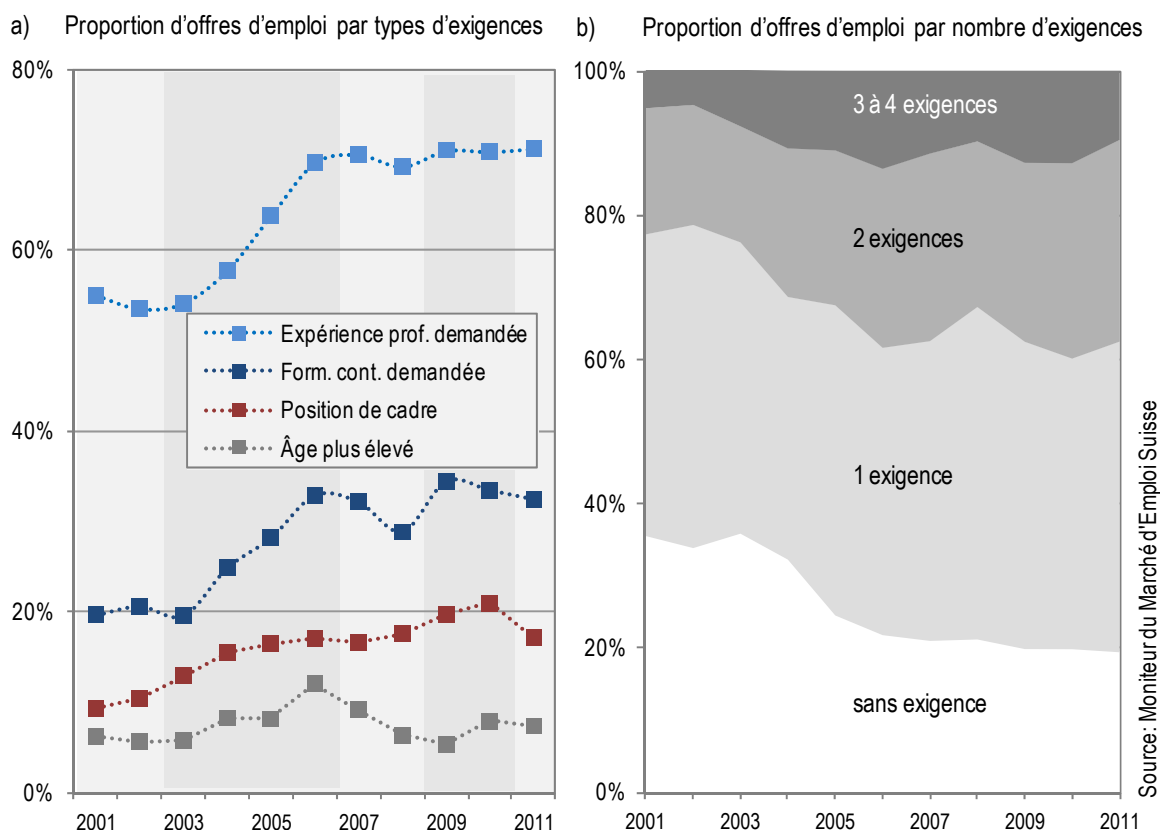 a) Proportion d’offres d’emploi par types d’exigences
80%
60%
40%
20%
0%
Expérience prof. demandée
Form. cont. demandée
Position de cadre
Âge plus élevé
2001 2003 2005 2007 2009 2011
b) Proportion d’offres d’emploi par nombre d’exigences
100%
80%
60%
40%
20%
0%
3 à 4 exigences
2 exigences
1 exigence
sans exigence
2001 2003 2005 2007 2009 2011
Source: Moniteur du Marché d'Emploi Suisse